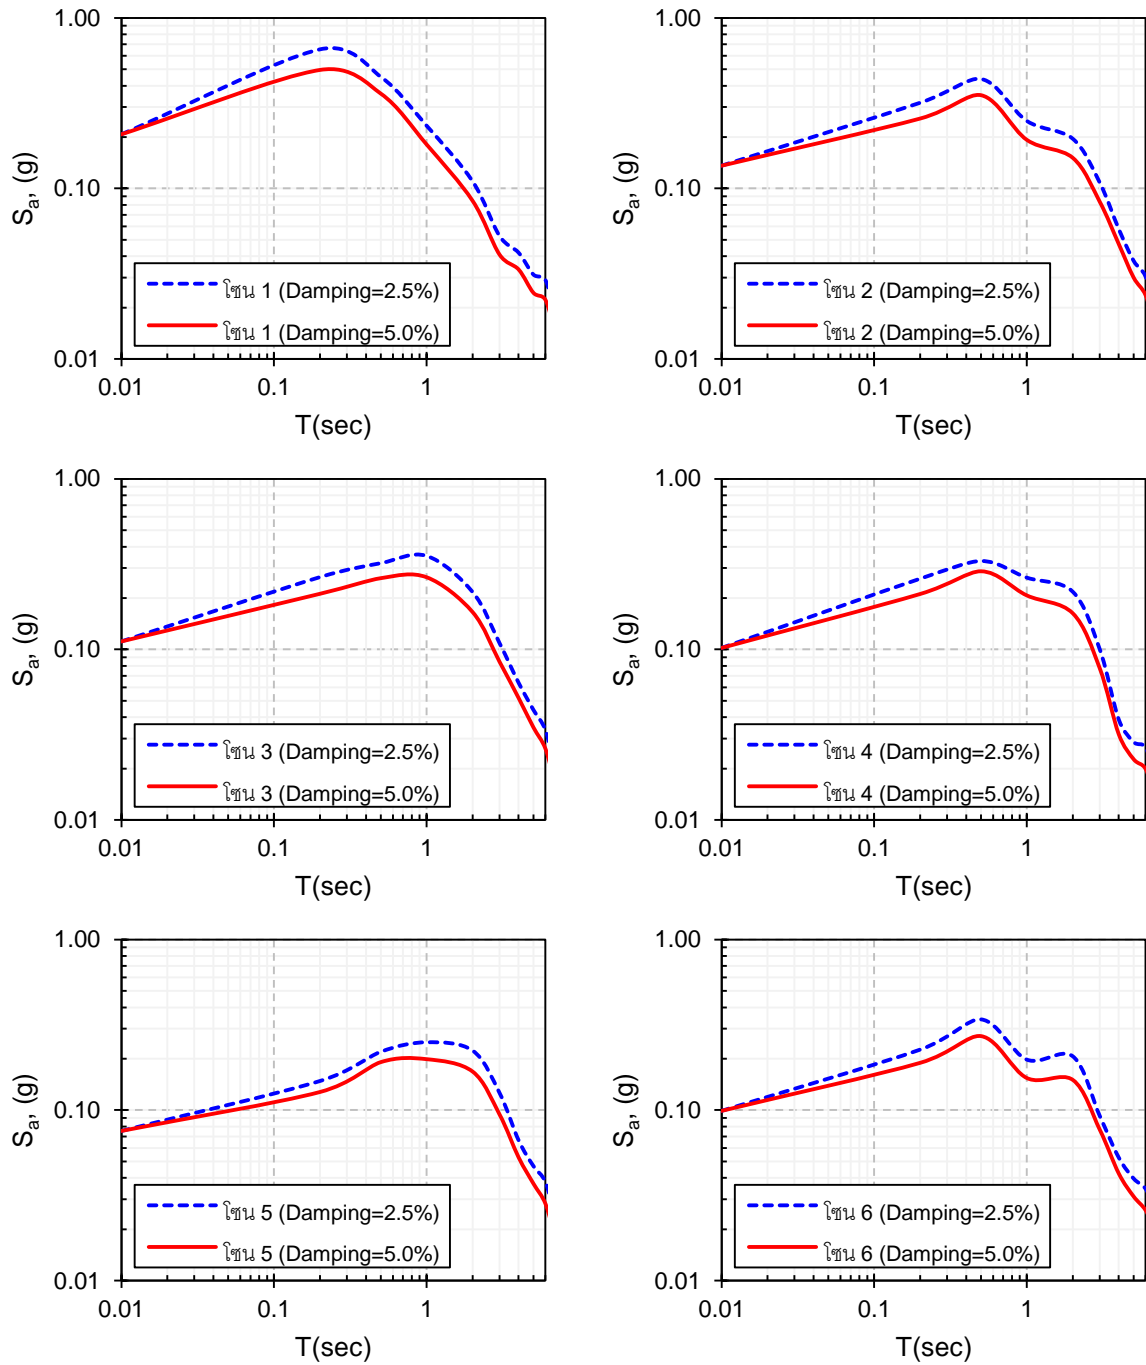 1.00
0.10
0.01
Sa, (g)
0.01 0.1 1
T(sec)
โซน 1 (Damping=2.5%)
โซน 1 (Damping=5.0%)
1.00
0.10
0.01
Sa, (g)
0.01 0.1 1
T(sec)
โซน 2 (Damping=2.5%)
โซน 2 (Damping=5.0%)
1.00
0.10
0.01
Sa, (g)
0.01 0.1 1
T(sec)
โซน 3 (Damping=2.5%)
โซน 3 (Damping=5.0%)
1.00
0.10
0.01
Sa, (g)
0.01 0.1 1
T(sec)
โซน 4 (Damping=2.5%)
โซน 4 (Damping=5.0%)
1.00
0.10
0.01
Sa, (g)
0.01 0.1 1
T(sec)
โซน 5 (Damping=2.5%)
โซน 5 (Damping=5.0%)
1.00
0.10
0.01
Sa, (g)
0.01 0.1 1
T(sec)
โซน 6 (Damping=2.5%)
โซน 6 (Damping=5.0%)